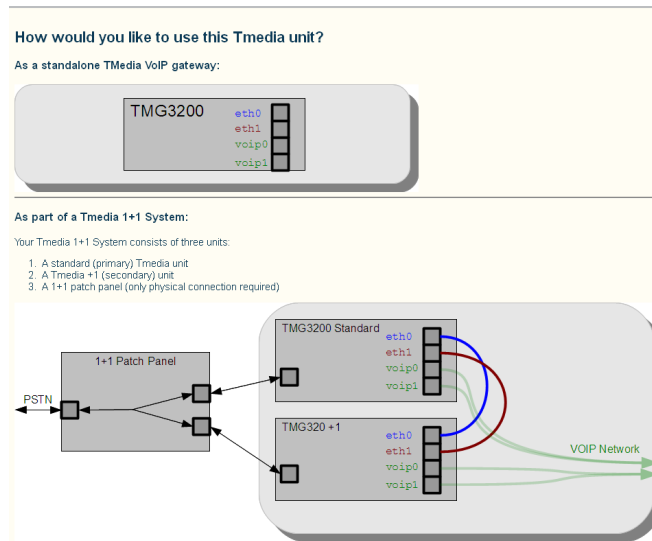 How would you like to use this Tmedia unit?
As a standalone TMedia VoIP gateway:
TMG3200
eth0
eth1
voip0
voip1
As part of a Tmedia 1+1 System:
Your Tmedia 1+1 System consists of three units:
1. A standard (primary) Tmedia unit
2. A Tmedia +1 (secondary) unit
3. A 1+1 patch panel (only physical connection required)
TMG3200 Standard
eth0
eth1
voip0
voip1
1+1 Patch Panel
PSTN
TMG320 +1
eth0
eth1
voip0
voip1
VOIP Network